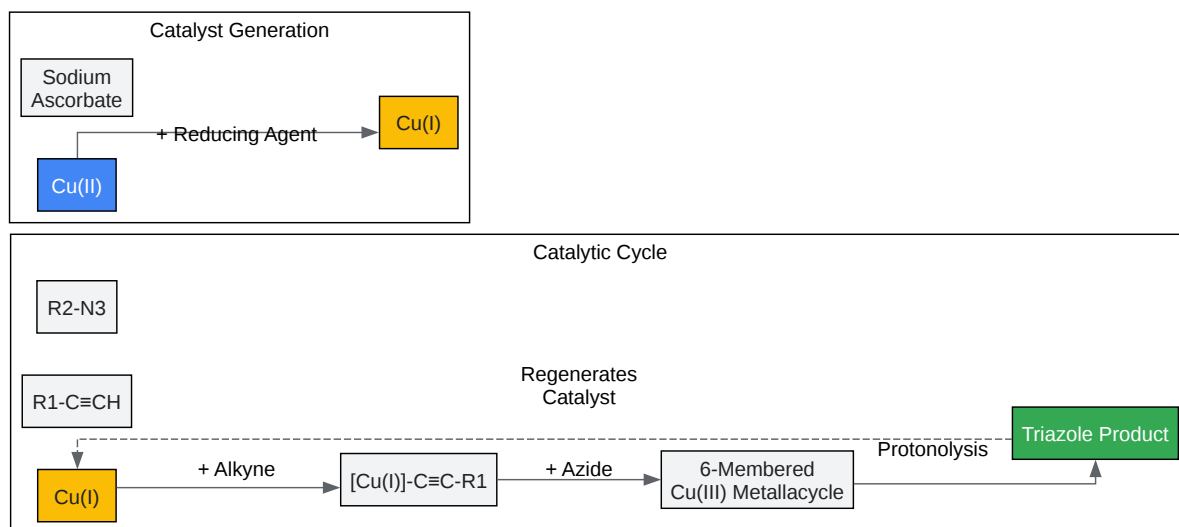 Catalyst Generation
Sodium
Ascorbate
+ Reducing Agent
Cu(I)
Cu(II)
Catalytic Cycle
R2-N3
R1-C≡CH
Regenerates
Catalyst
Triazole Product
Protonolysis
+ Alkyne
+ Azide
Cu(I)
[Cu(I)]-C≡C-R1
6-Membered
Cu(III) Metallacycle